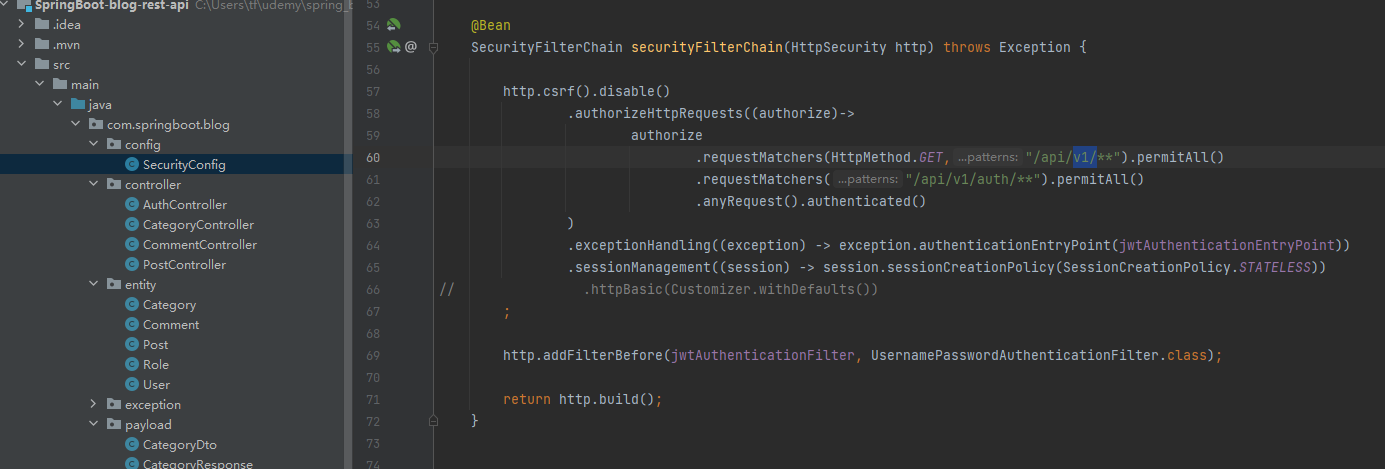 SpringBoot-blog-rest-api C:\Users\tf\udemy\spring_b
.idea
.mvn
src
main
java
com.springboot.blog
config
SecurityConfig
controller
AuthController
CategoryController
CommentController
PostController
entity
Category
Comment
Post
Role
User
exception
payload
CategoryDto
CategoryResponse
53
54 @Bean
55 @ SecurityFilterChain securityFilterChain(HttpSecurity http) throws Exception {
56
57 http.csrf().disable()
58 .authorizeHttpRequests((authorize)->
59 authorize
60 .requestMatchers(HttpMethod.GET, ...patterns: "/api/v1/**").permitAll()
61 .requestMatchers( ...patterns: "/api/v1/auth/**").permitAll()
62 .anyRequest().authenticated()
63 )
64 .exceptionHandling((exception) -> exception.authenticationEntryPoint(jwtAuthenticationEntryPoint))
65 .sessionManagement((session) -> session.sessionCreationPolicy(SessionCreationPolicy.STATELESS))
66 // .httpBasic(Customizer.withDefaults())
67 ;
68
69 http.addFilterBefore(jwtAuthenticationFilter, UsernamePasswordAuthenticationFilter.class);
70
71 return http.build();
72 }
73
74